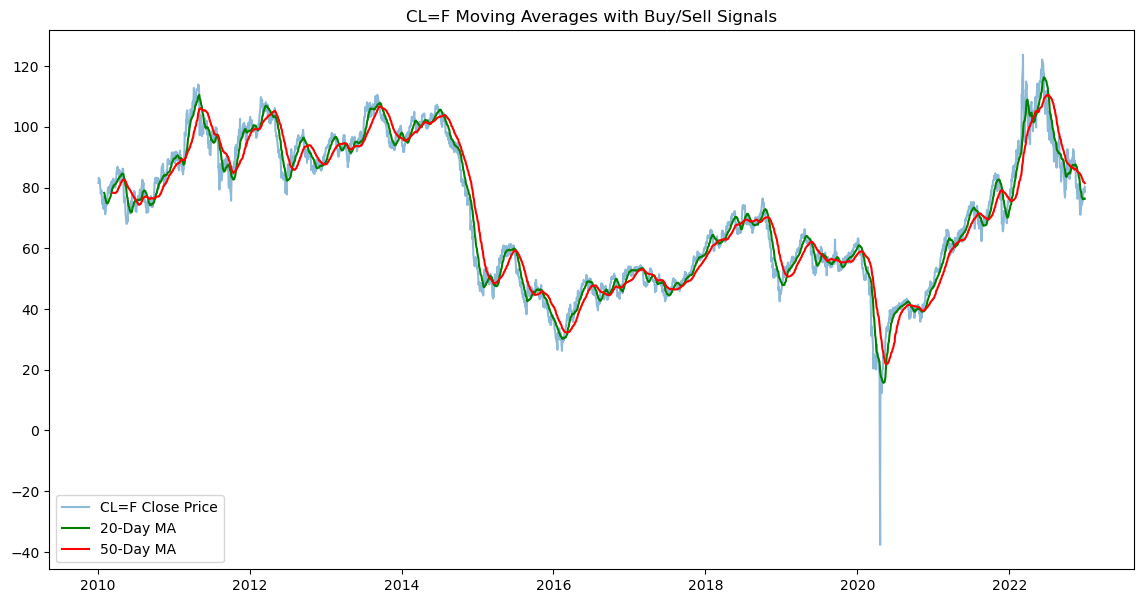 CL=F Moving Averages with Buy/Sell Signals
120
100
80
60
40
20
0
−20
−40
CL=F Close Price
20-Day MA
50-Day MA
2010 2012 2014 2016 2018 2020 2022